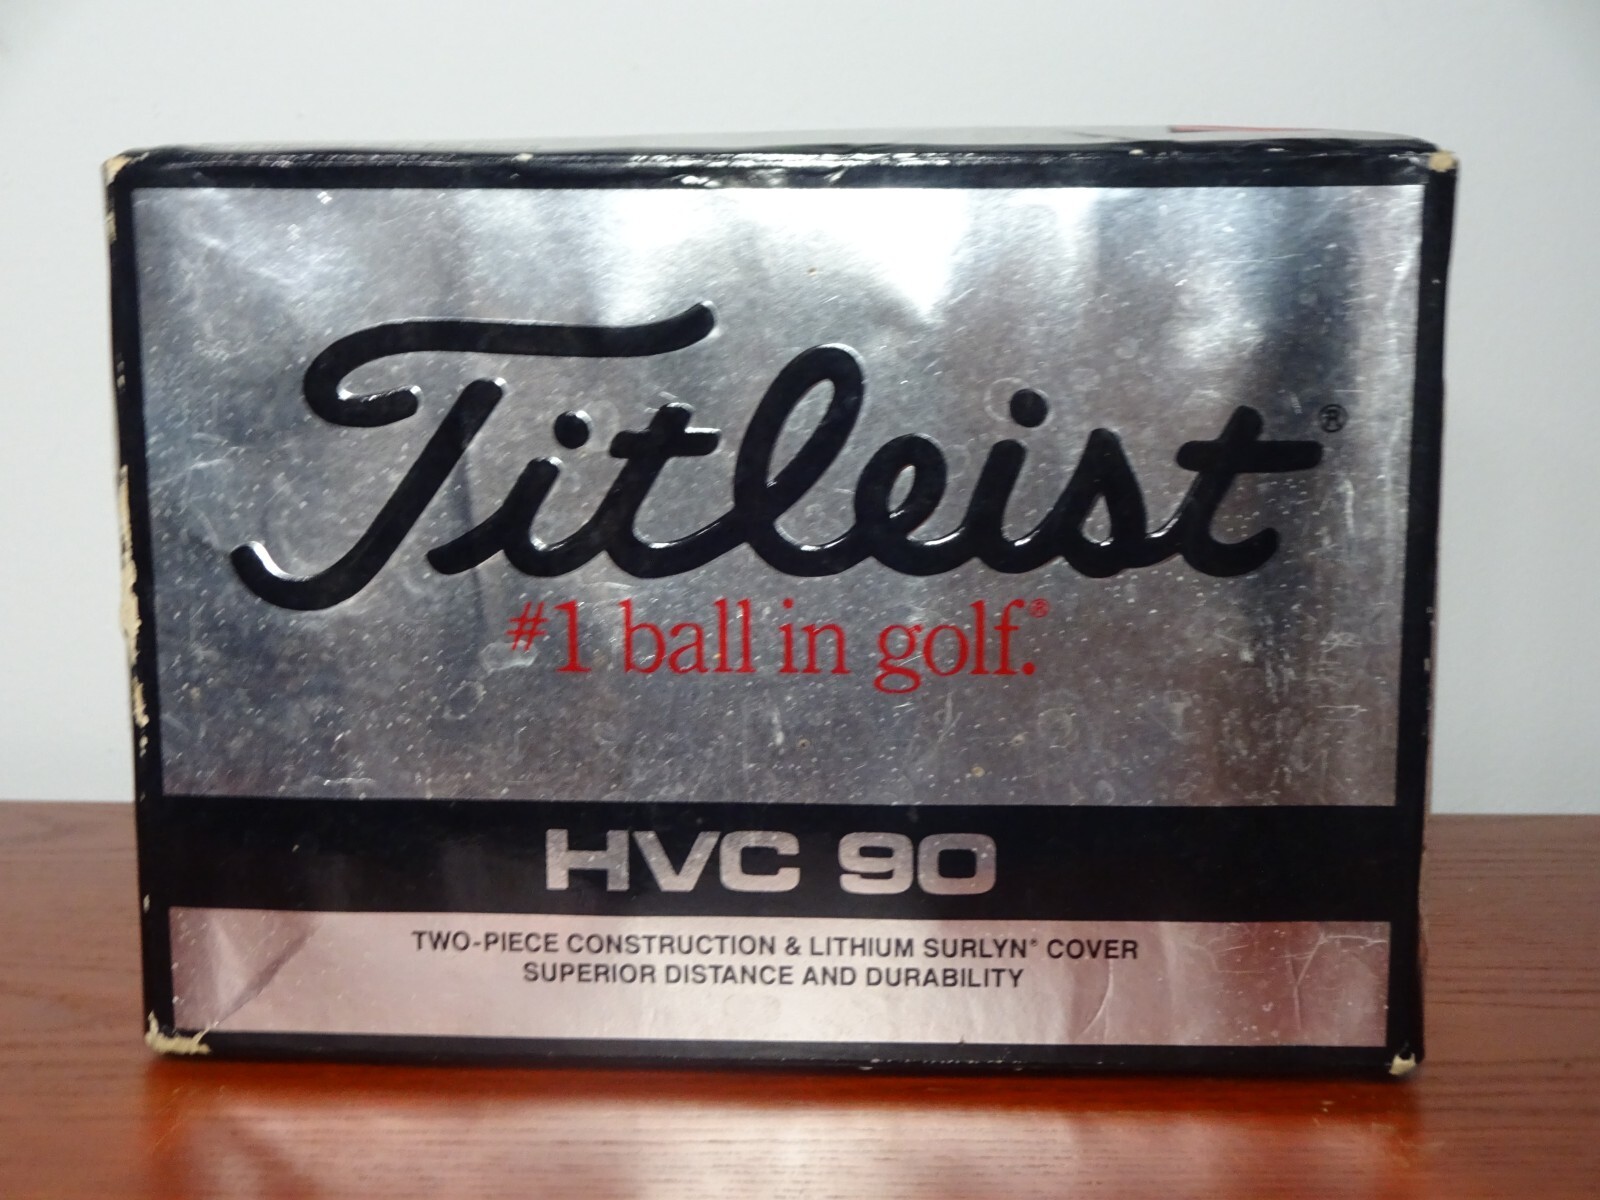 Titleist®
#1 ball in golf.®
HVC 90
TWO-PIECE CONSTRUCTION & LITHIUM SURLYN® COVER
SUPERIOR DISTANCE AND DURABILITY